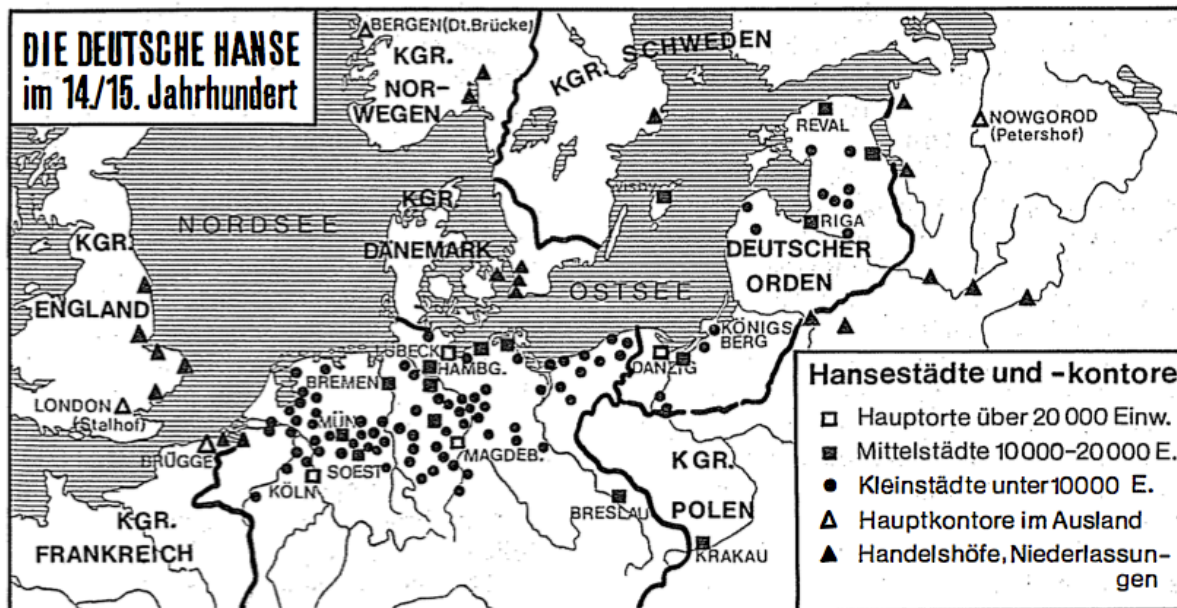 DIE DEUTSCHE HANSE
im 14./15. Jahrhundert
BERGEN (Dt.Brücke)
KGR.
NOR-
WEGEN
KGR. SCHWEDEN
REVAL
NOWGOROD
(Petershof)
NORDSEE
KGR.
DÄNEMARK
Wisby
RIGA
DEUTSCHER
ORDEN
KGR.
ENGLAND
OSTSEE
KÖNIGS
BERG
LÜBECK
HAMBG.
DANZIG
BREMEN
LONDON
(Stalhof)
MÜN
BRÜGGE
SOEST
MAGDEB.
KÖLN
BRESLAU
KGR.
POLEN
KRAKAU
KGR.
FRANKREICH
Hansestädte und -kontore
Hauptorte über 20 000 Einw.
Mittelstädte 10000-20000 E.
Kleinstädte unter 10000 E.
Hauptkontore im Ausland
Handelshöfe, Niederlassun-
gen